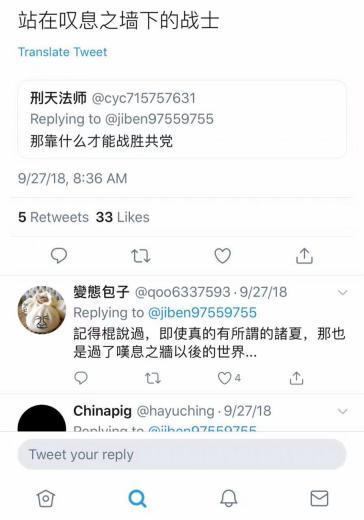 站在叹息之墙下的战士
Translate Tweet
刑天法师 @cyc715757631
Replying to @jiben97559755
那靠什么才能战胜共党
9/27/18, 8:36 AM
5 Retweets 33 Likes
變態包子 @qoo6337593 · 9/27/18
Replying to @jiben97559755
記得棍說過，即使真的有所謂的諸夏，那也
是過了嘆息之牆以後的世界...
4
Chinapig @hayuching · 9/27/18
Replying to @jiben97559755
Tweet your reply